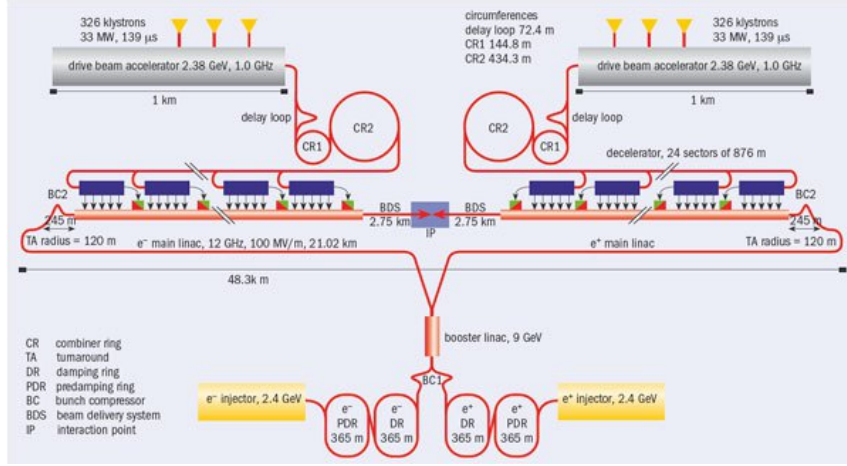 326 klystrons
33 MW, 139 µs
circumferences
delay loop 72.4 m
CR1 144.8 m
CR2 434.3 m
326 klystrons
33 MW, 139 µs
drive beam accelerator 2.38 GeV, 1.0 GHz
drive beam accelerator 2.38 GeV, 1.0 GHz
1 km
1 km
delay loop
delay loop
CR1
CR2
CR2
CR1
decelerator, 24 sectors of 876 m
BC2
BDS
2.75 km
IP
BDS
2.75 km
BC2
245 m
245 m
TA radius = 120 m
e⁻ main linac, 12 GHz, 100 MV/m, 21.02 km
e⁺ main linac
TA radius = 120 m
48.3k m
booster linac, 9 GeV
BC1
CR combiner ring
TA turnaround
DR damping ring
PDR predamping ring
BC bunch compressor
BDS beam delivery system
IP interaction point
e⁻ injector, 2.4 GeV
e⁻
PDR
365 m
e⁻
DR
365 m
e⁺
DR
365 m
e⁺
PDR
365 m
e⁺ injector, 2.4 GeV